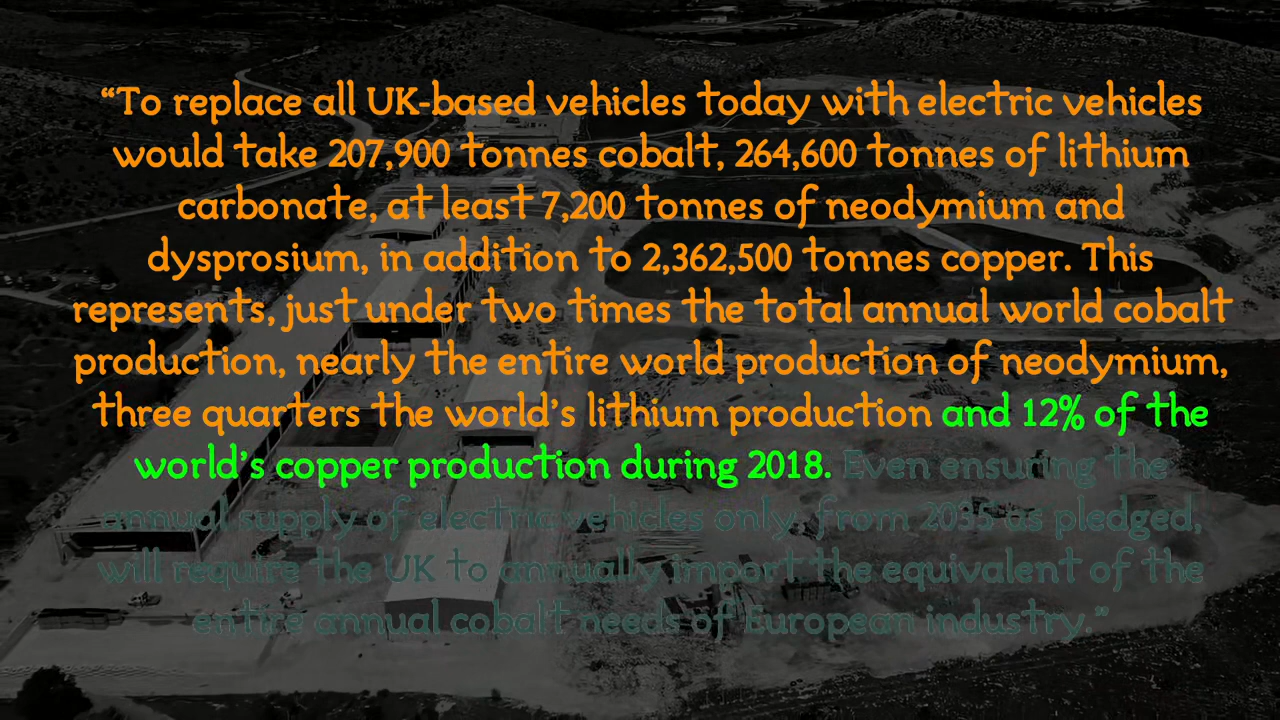 “To replace all UK-based vehicles today with electric vehicles
would take 207,900 tonnes cobalt, 264,600 tonnes of lithium
carbonate, at least 7,200 tonnes of neodymium and
dysprosium, in addition to 2,362,500 tonnes copper. This
represents, just under two times the total annual world cobalt
production, nearly the entire world production of neodymium,
three quarters the world’s lithium production and 12% of the
world’s copper production during 2018. Even ensuring the
annual supply of electric vehicles only, from 2035 as pledged,
will require the UK to annually import the equivalent of the
entire annual cobalt needs of European industry.”